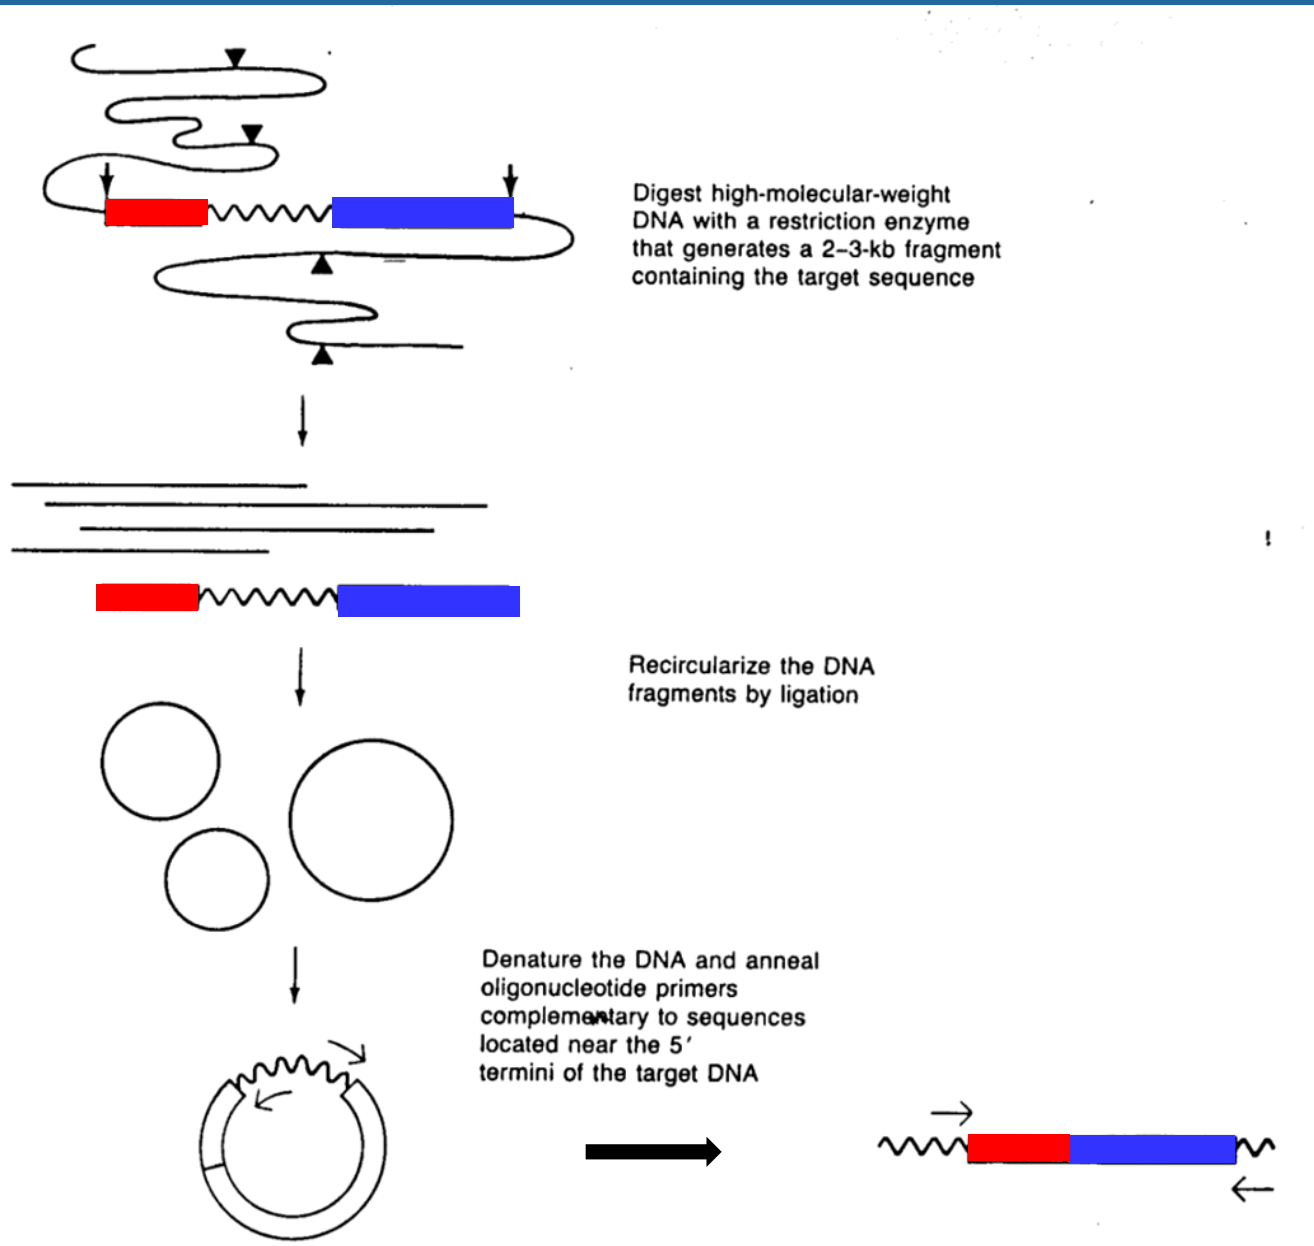 Digest high-molecular-weight
DNA with a restriction enzyme
that generates a 2–3-kb fragment
containing the target sequence
Recircularize the DNA
fragments by ligation
Denature the DNA and anneal
oligonucleotide primers
complementary to sequences
located near the 5′
termini of the target DNA